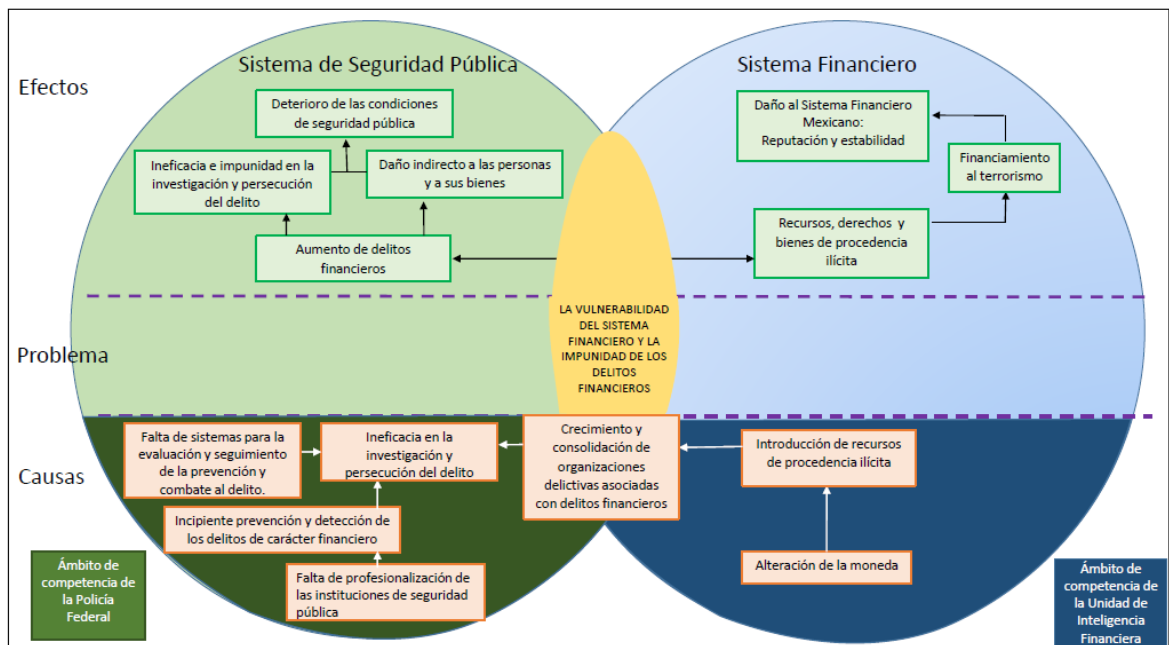 Sistema de Seguridad Pública
Sistema Financiero
Efectos
Deterioro de las condiciones
de seguridad pública
Daño al Sistema Financiero
Mexicano:
Reputación y estabilidad
Ineficacia e impunidad en la
investigación y persecución
del delito
Daño indirecto a las personas
y a sus bienes
Financiamiento
al terrorismo
Aumento de delitos
financieros
Recursos, derechos y
bienes de procedencia
ilícita
Problema
LA VULNERABILIDAD
DEL SISTEMA
FINANCIERO Y LA
IMPUNIDAD DE LOS
DELITOS
FINANCIEROS
Causas
Falta de sistemas para la
evaluación y seguimiento
de la prevención y
combate al delito.
Ineficacia en la
investigación y
persecución del delito
Crecimiento y
consolidación de
organizaciones
delictivas asociadas
con delitos financieros
Introducción de recursos
de procedencia ilícita
Incipiente prevención y detección de
los delitos de carácter financiero
Falta de profesionalización de
las instituciones de seguridad
pública
Alteración de la moneda
Ámbito de
competencia de
la Policía
Federal
Ámbito de
competencia de
la Unidad de
Inteligencia
Financiera